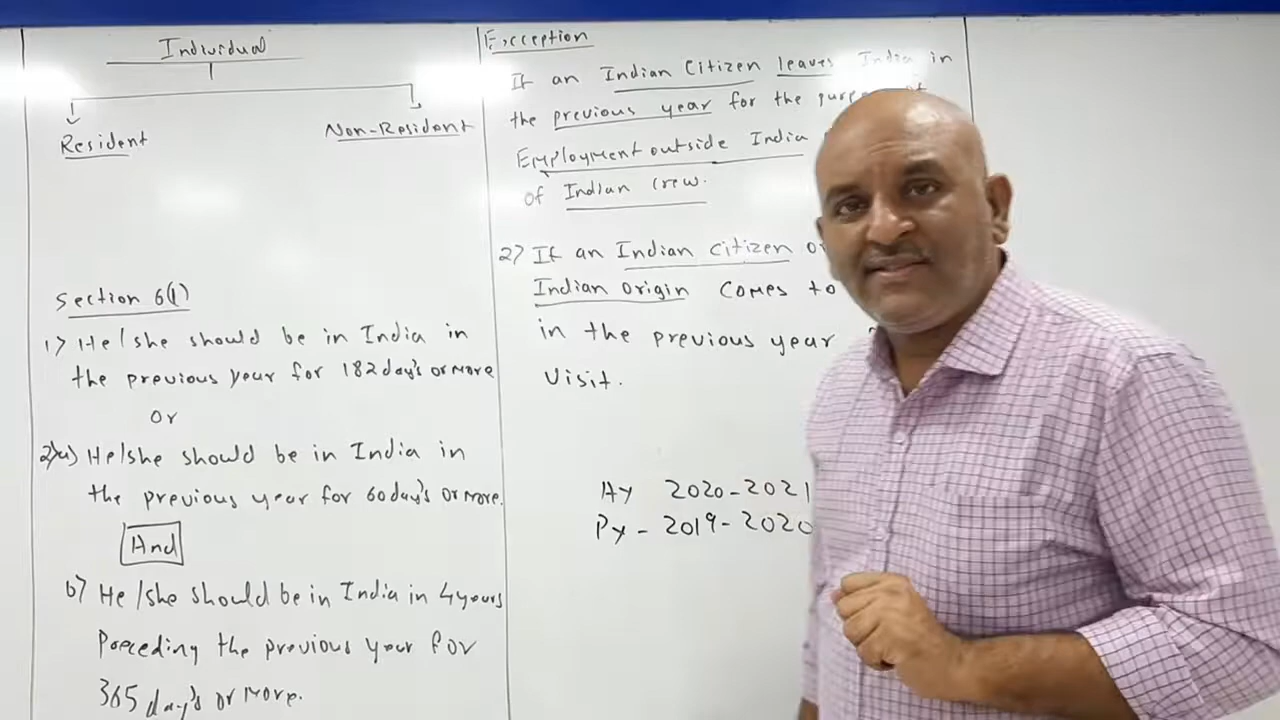 Individual
Resident
Non-Resident
Section 6(1)
1) He/she should be in India in
the previous year for 182 day's or more
Or
2) a) He/she should be in India in
the previous year for 60 day's or more.
And
b) He/she should be in India in 4 years
Preceding the previous year for
365 day's or more.
Exception
If an Indian Citizen leaves India in
the previous year for the purpose of
Employment outside India
of Indian Crew.
2) If an Indian citizen or
Indian Origin comes to
in the previous year
Visit.
AY 2020-2021
PY - 2019-2020